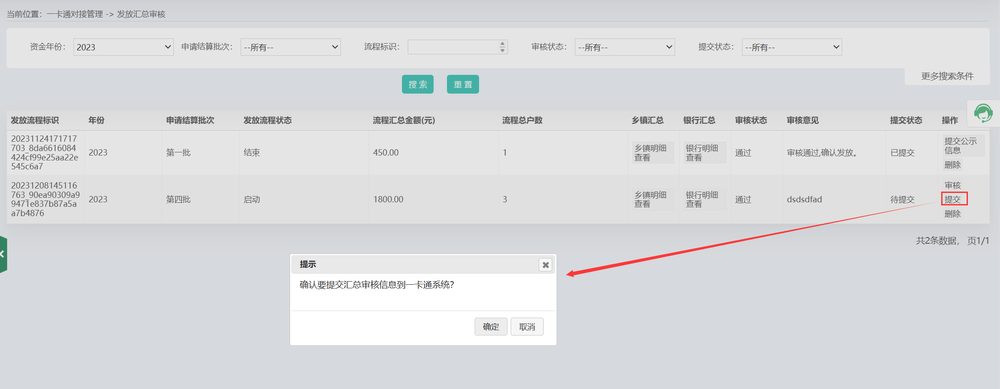 当前位置：一卡通对接管理 -> 发放汇总审核
资金年份： 2023 申请结算批次： --所有-- 流程标识： 审核状态： --所有-- 提交状态： --所有--
更多搜索条件
搜 索 重 置
发放流程标识 年份 申请结算批次 发放流程状态 流程汇总金额(元) 流程总户数 乡镇汇总 银行汇总 审核状态 审核意见 提交状态 操作
20231124171717
703_8da6616084
424cf99e25aa22e
545c6a7
2023 第一批 结束 450.00 1
乡镇明细
查看
银行明细
查看
通过 审核通过,确认发放。 已提交
提交公示
信息
删除
20231208145116
763_90ea90309a9
9471e837b87a5a
a7b4876
2023 第四批 启动 1800.00 3
乡镇明细
查看
银行明细
查看
通过 dsdsdfad 待提交
审核
提交
删除
共2条数据， 页1/1
提示
确认要提交汇总审核信息到一卡通系统？
确定 取消